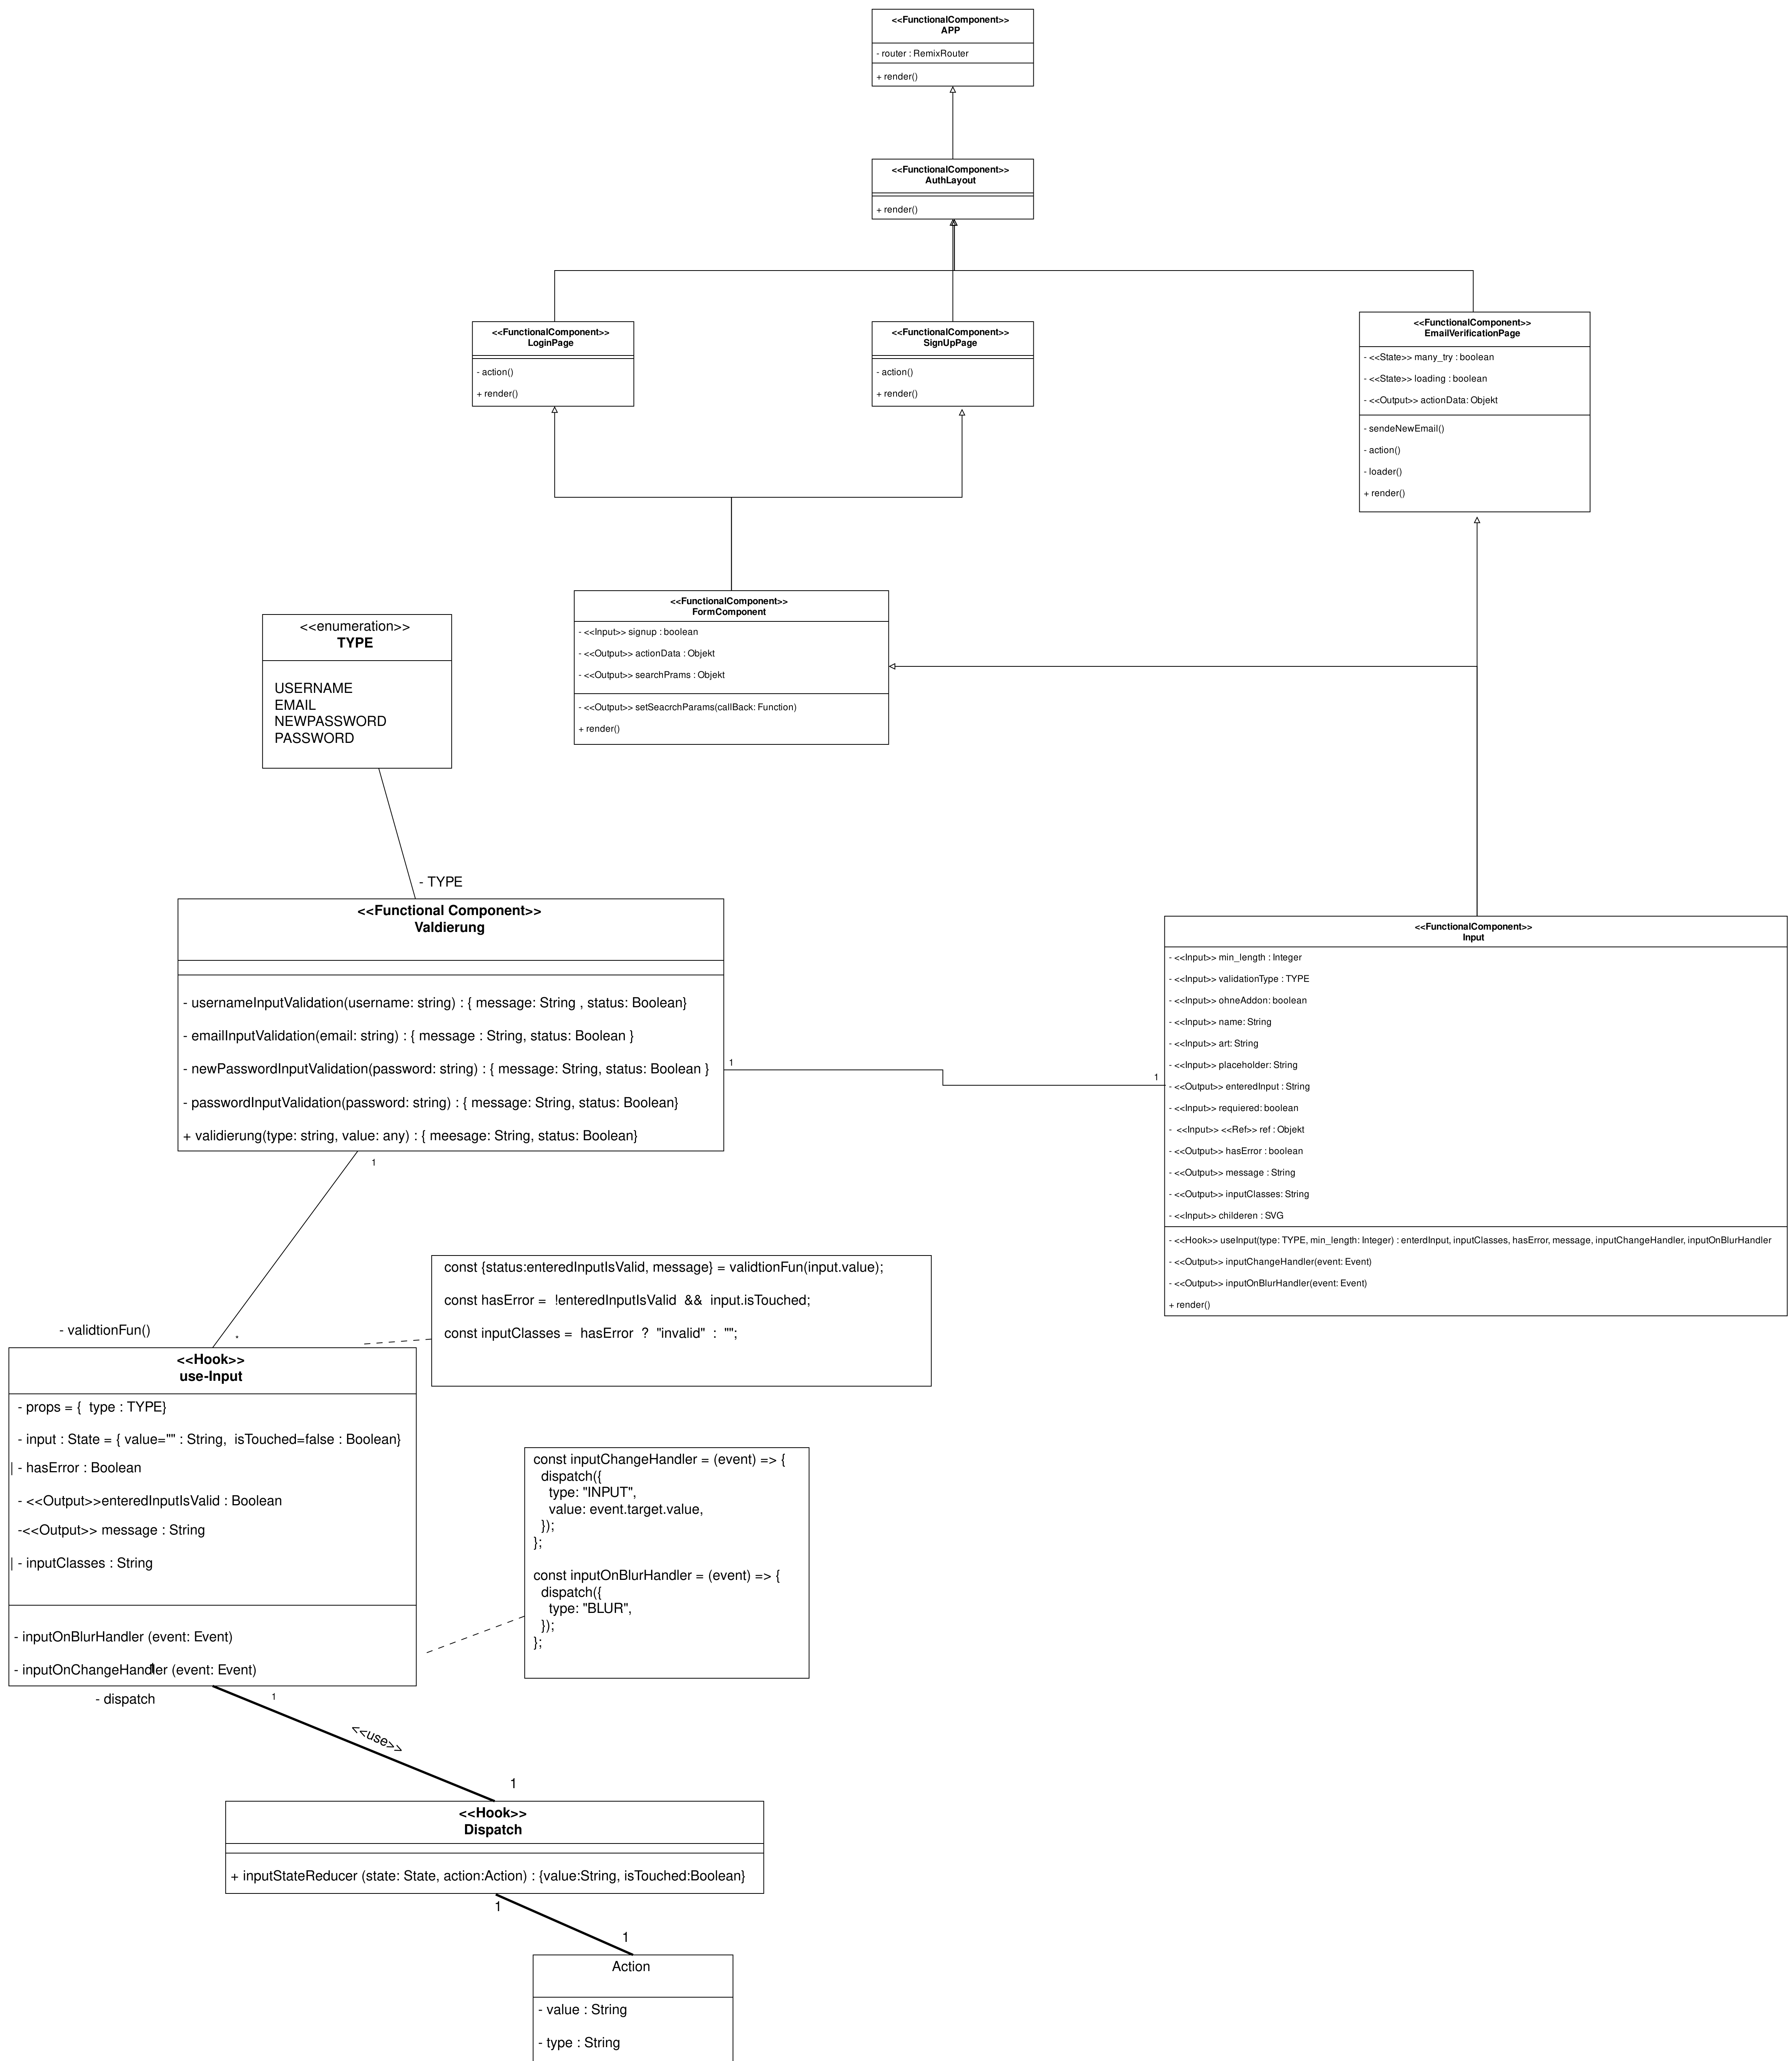 <<FunctionalComponent>>
APP
- router : RemixRouter
+ render()
<<FunctionalComponent>>
AuthLayout
+ render()
<<FunctionalComponent>>
LoginPage
- action()
+ render()
<<FunctionalComponent>>
SignUpPage
- action()
+ render()
<<FunctionalComponent>>
EmailVerificationPage
- <<State>> many_try : boolean
- <<State>> loading : boolean
- <<Output>> actionData: Objekt
- sendeNewEmail()
- action()
- loader()
+ render()
<<FunctionalComponent>>
FormComponent
- <<Input>> signup : boolean
- <<Output>> actionData : Objekt
- <<Output>> searchPrams : Objekt
- <<Output>> setSeacrchParams(callBack: Function)
+ render()
<<enumeration>>
TYPE
USERNAME
EMAIL
NEWPASSWORD
PASSWORD
- TYPE
<<Functional Component>>
Valdierung
- usernameInputValidation(username: string) : { message: String , status: Boolean}
- emailInputValidation(email: string) : { message : String, status: Boolean }
- newPasswordInputValidation(password: string) : { message: String, status: Boolean }
- passwordInputValidation(password: string) : { message: String, status: Boolean}
+ validierung(type: string, value: any) : { meesage: String, status: Boolean}
1
1
1
<<FunctionalComponent>>
Input
- <<Input>> min_length : Integer
- <<Input>> validationType : TYPE
- <<Input>> ohneAddon: boolean
- <<Input>> name: String
- <<Input>> art: String
- <<Input>> placeholder: String
- <<Output>> enteredInput : String
- <<Input>> requiered: boolean
-  <<Input>> <<Ref>> ref : Objekt
- <<Output>> hasError : boolean
- <<Output>> message : String
- <<Output>> inputClasses: String
- <<Input>> childeren : SVG
- <<Hook>> useInput(type: TYPE, min_length: Integer) : enterdInput, inputClasses, hasError, message, inputChangeHandler, inputOnBlurHandler
- <<Output>> inputChangeHandler(event: Event)
- <<Output>> inputOnBlurHandler(event: Event)
+ render()
const {status:enteredInputIsValid, message} = validtionFun(input.value);
const hasError =  !enteredInputIsValid  &&  input.isTouched;
const inputClasses =  hasError  ?  "invalid"  :  "";
- validtionFun()
*
<<Hook>>
use-Input
- props = {  type : TYPE}
- input : State = { value="" : String,  isTouched=false : Boolean}
| - hasError : Boolean
- <<Output>>enteredInputIsValid : Boolean
-<<Output>> message : String
| - inputClasses : String
- inputOnBlurHandler (event: Event)
- inputOnChangeHandler (event: Event)
const inputChangeHandler = (event) => {
dispatch({
type: "INPUT",
value: event.target.value,
});
};
const inputOnBlurHandler = (event) => {
dispatch({
type: "BLUR",
});
};
- dispatch
1
<<use>>
1
<<Hook>>
Dispatch
+ inputStateReducer (state: State, action:Action) : {value:String, isTouched:Boolean}
1
1
Action
- value : String
- type : String